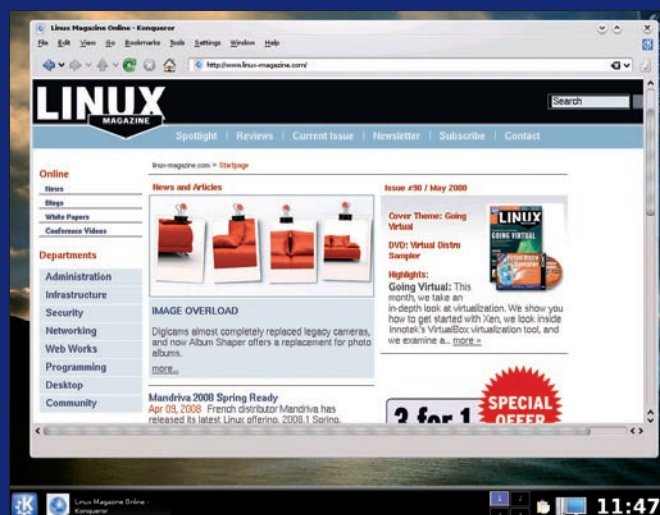 Linux Magazine Online - Konqueror
File Edit View Go Bookmarks Tools Settings Window Help
http://www.linux-magazine.com/
LINUX
MAGAZINE
Search
Spotlight | Reviews | Current Issue | Newsletter | Subscribe | Contact
linux-magazine.com » Startpage
Online
News
Blogs
White Papers
Conference Videos
Departments
Administration
Infrastructure
Security
Networking
Web Works
Programming
Desktop
Community
News and Articles
IMAGE OVERLOAD
Digicams almost completely replaced legacy cameras,
and now Album Shaper offers a replacement for photo
albums.
more...
Mandriva 2008 Spring Ready
Apr 09, 2008 French distributor Mandriva has
released its latest Linux offering. 2008.1 Spring.
Issue #90 / May 2008
Cover Theme: Going
Virtual
DVD: Virtual Distro
Sampler
Highlights:
Going Virtual: This
month, we take an
in-depth look at virtualization. We show you
how to get started with Xen, we look inside
Innotek's VirtualBox virtualization tool, and
we examine a... more »
LINUX
GOING VIRTUAL
3 for 1
SPECIAL
OFFER
Linux Magazine Online -
Konqueror
1 2
11:47